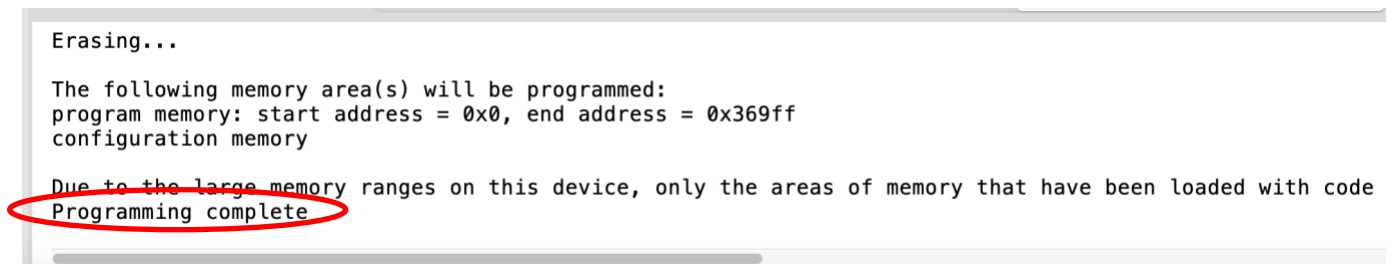 Erasing...
The following memory area(s) will be programmed:
program memory: start address = 0x0, end address = 0x369ff
configuration memory
Due to the large memory ranges on this device, only the areas of memory that have been loaded with code
Programming complete